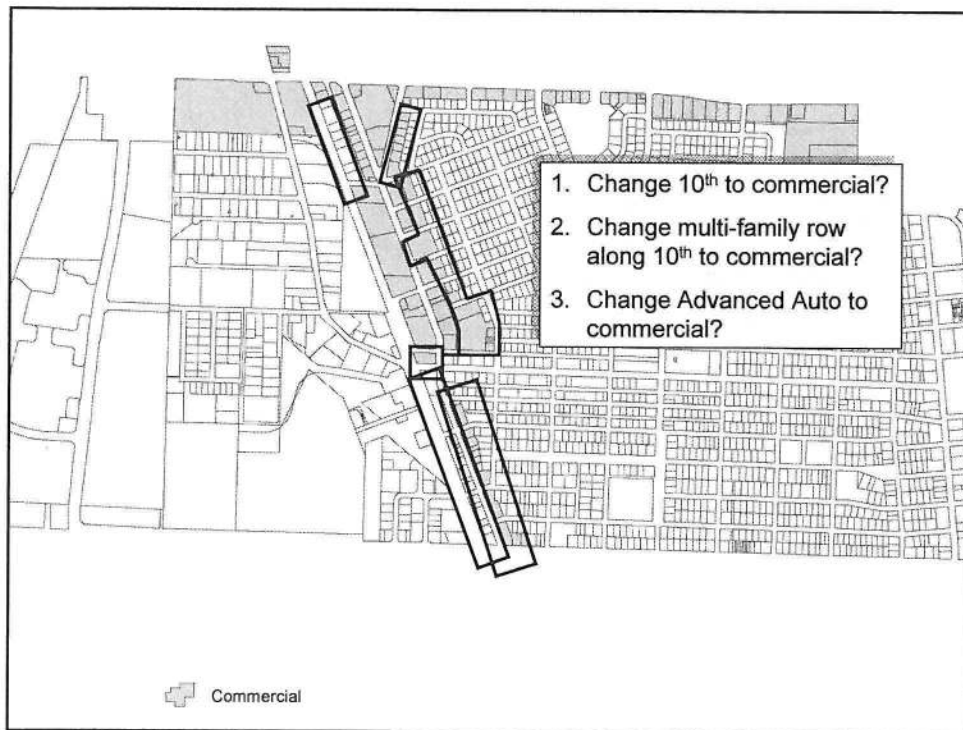 1. Change 10th to commercial?
2. Change multi-family row
along 10th to commercial?
3. Change Advanced Auto to
commercial?
Commercial